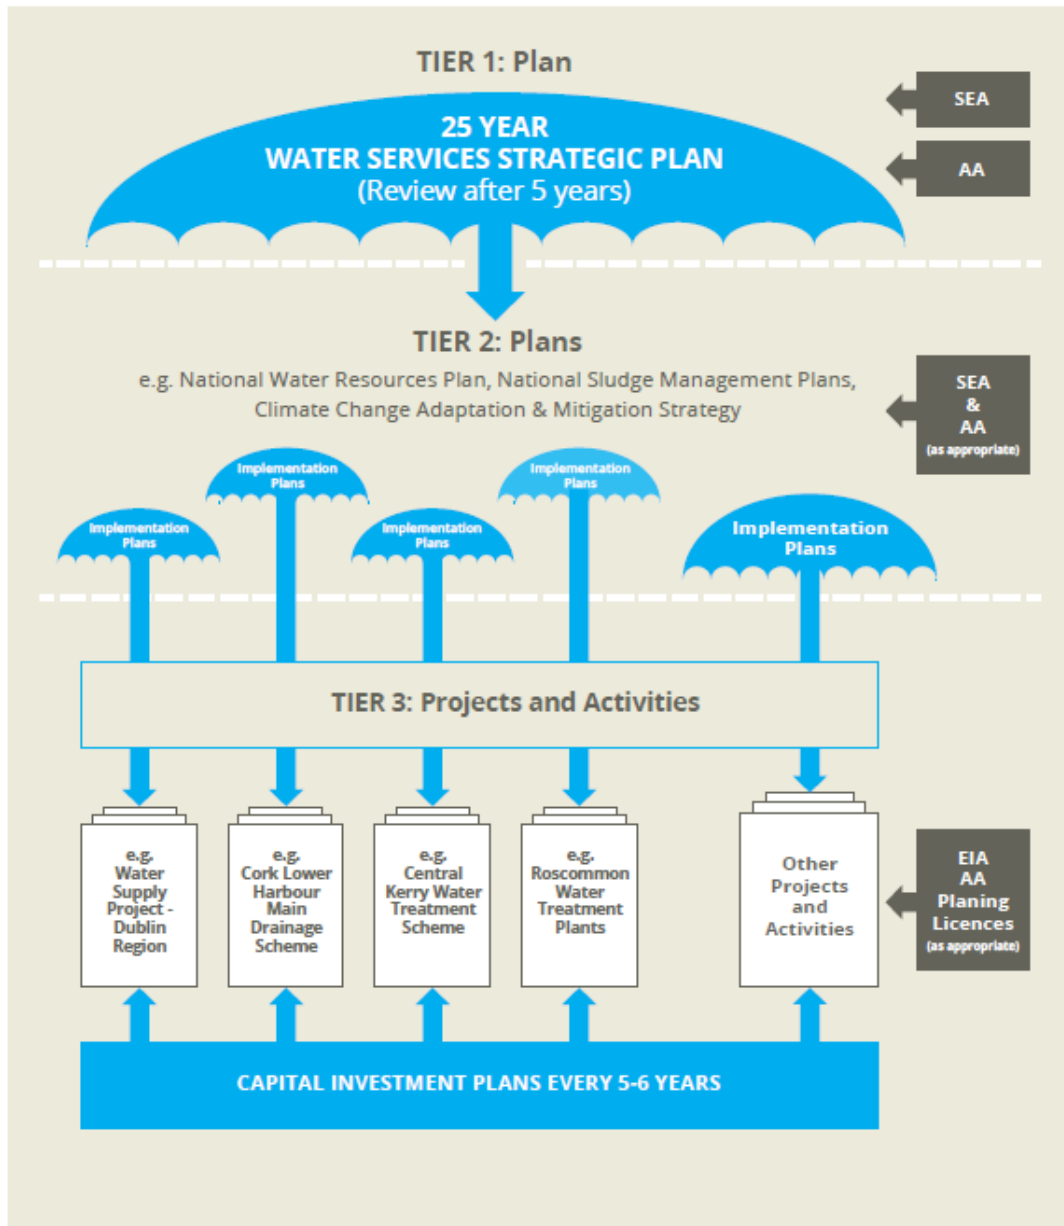 TIER 1: Plan
25 YEAR
WATER SERVICES STRATEGIC PLAN
(Review after 5 years)
SEA
AA
TIER 2: Plans
e.g. National Water Resources Plan, National Sludge Management Plans,
Climate Change Adaptation & Mitigation Strategy
SEA
&
AA
(as appropriate)
Implementation
Plans
Implementation
Plans
Implementation
Plans
Implementation
Plans
Implementation
Plans
TIER 3: Projects and Activities
e.g.
Water
Supply
Project -
Dublin
Region
e.g.
Cork Lower
Harbour
Main
Drainage
Scheme
e.g.
Central
Kerry Water
Treatment
Scheme
e.g.
Roscommon
Water
Treatment
Plants
Other
Projects
and
Activities
EIA
AA
Planing
Licences
(as appropriate)
CAPITAL INVESTMENT PLANS EVERY 5-6 YEARS